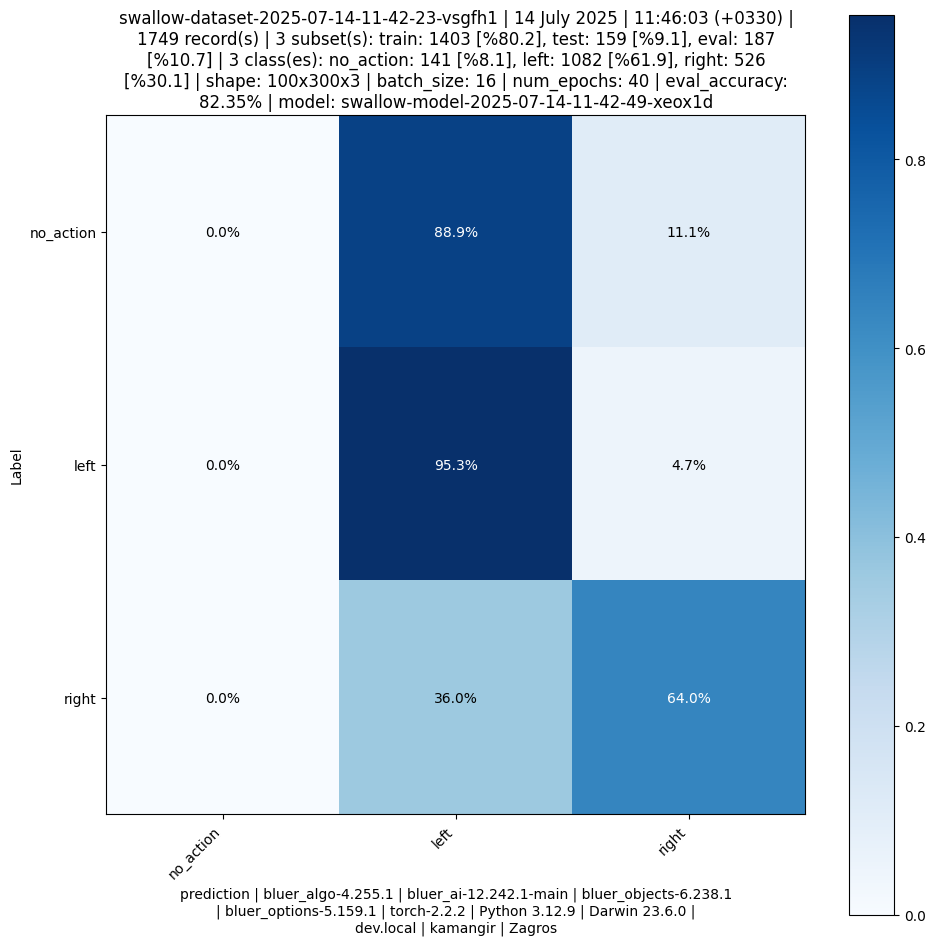 swallow-dataset-2025-07-14-11-42-23-vsgfh1 | 14 July 2025 | 11:46:03 (+0330) |
1749 record(s) | 3 subset(s): train: 1403 [%80.2], test: 159 [%9.1], eval: 187
[%10.7] | 3 class(es): no_action: 141 [%8.1], left: 1082 [%61.9], right: 526
[%30.1] | shape: 100x300x3 | batch_size: 16 | num_epochs: 40 | eval_accuracy:
82.35% | model: swallow-model-2025-07-14-11-42-49-xeox1d
Label
no_action
0.0%
88.9%
11.1%
left
0.0%
95.3%
4.7%
right
0.0%
36.0%
64.0%
no_action
left
right
prediction | bluer_algo-4.255.1 | bluer_ai-12.242.1-main | bluer_objects-6.238.1
| bluer_options-5.159.1 | torch-2.2.2 | Python 3.12.9 | Darwin 23.6.0 |
dev.local | kamangir | Zagros
0.8
0.6
0.4
0.2
0.0